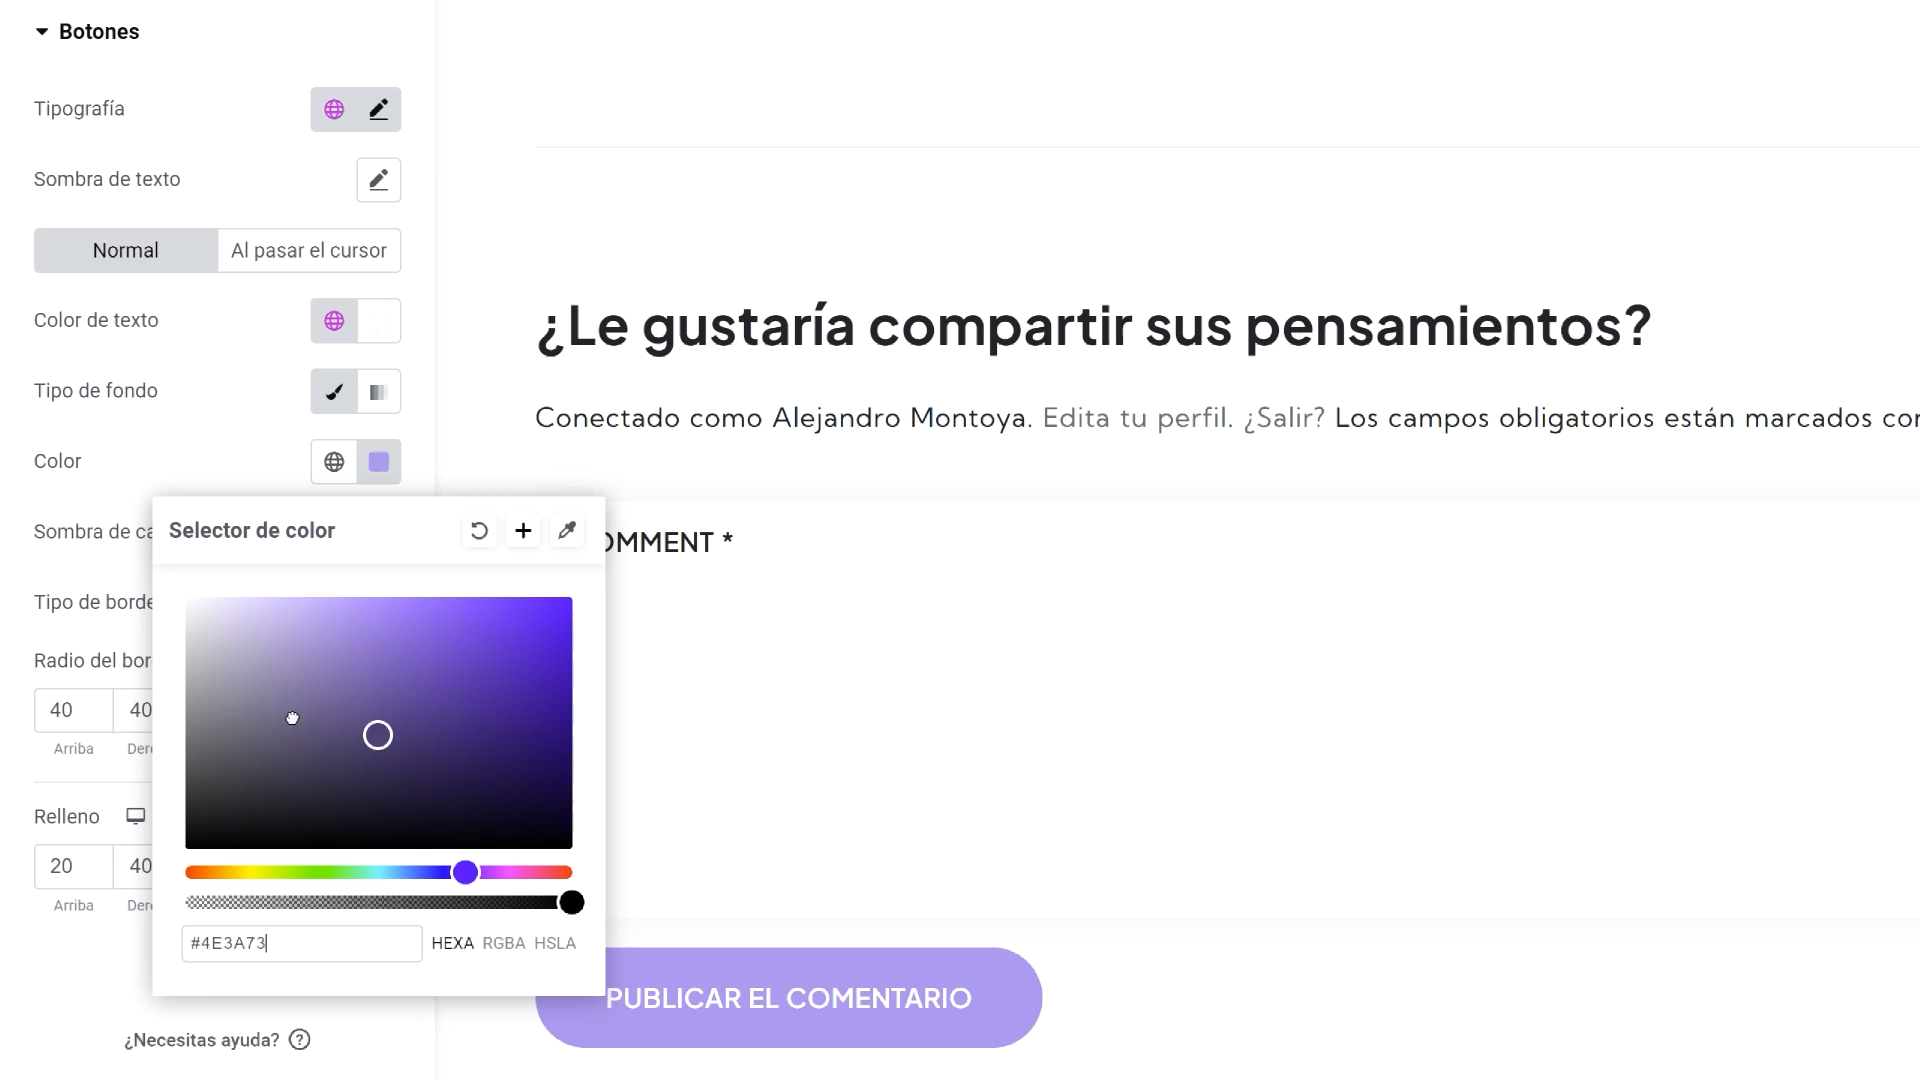 Botones
Tipografía
Sombra de texto
Normal
Al pasar el cursor
Color de texto
Tipo de fondo
Color
Sombra de ca
Tipo de borde
Radio del bor
40
40
Arriba
Dere
Relleno
20
40
Arriba
Dere
¿Necesitas ayuda?
Selector de color
#4E3A73
HEXA RGBA HSLA
¿Le gustaría compartir sus pensamientos?
Conectado como Alejandro Montoya. Edita tu perfil. ¿Salir? Los campos obligatorios están marcados con
OMMENT *
PUBLICAR EL COMENTARIO